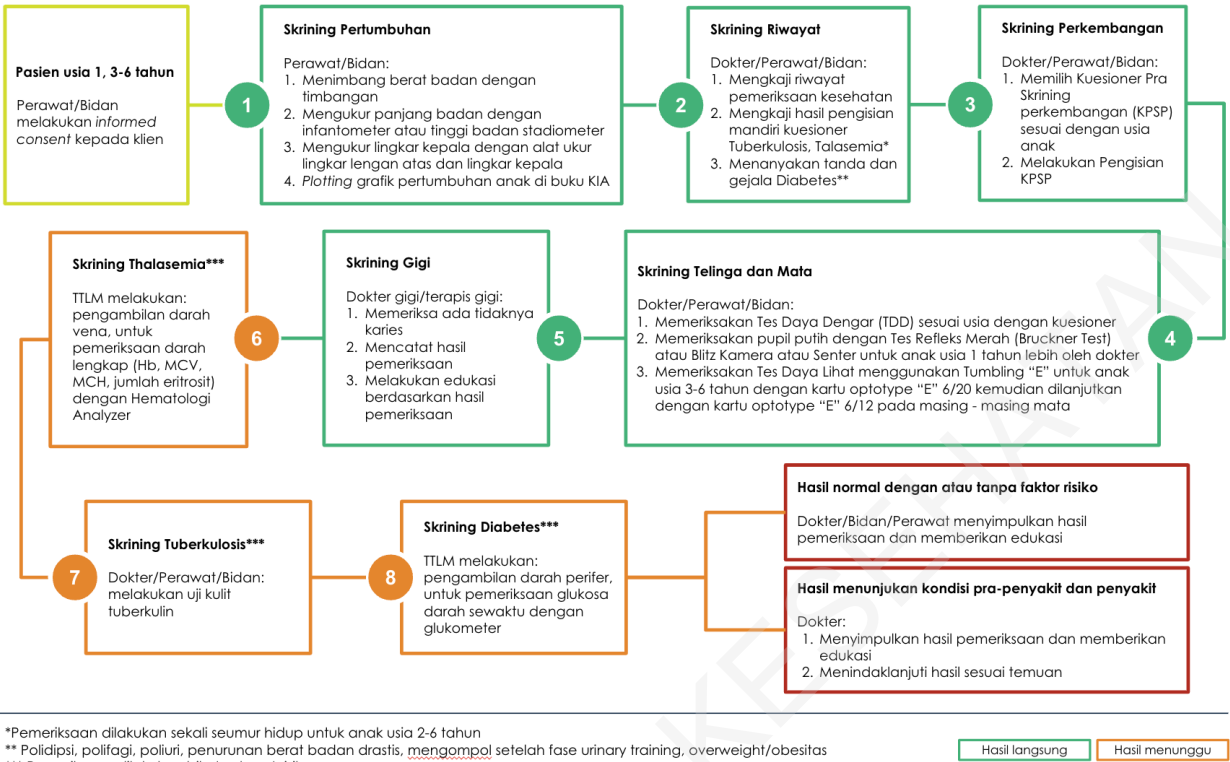 Pasien usia 1, 3-6 tahun
Perawat/Bidan
melakukan informed
consent kepada klien
1
Skrining Pertumbuhan
Perawat/Bidan:
1. Menimbang berat badan dengan
timbangan
2. Mengukur panjang badan dengan
infantometer atau tinggi badan stadiometer
3. Mengukur lingkar kepala dengan alat ukur
lingkar lengan atas dan lingkar kepala
4. Plotting grafik pertumbuhan anak di buku KIA
2
Skrining Riwayat
Dokter/Perawat/Bidan:
1. Mengkaji riwayat
pemeriksaan kesehatan
2. Mengkaji hasil pengisian
mandiri kuesioner
Tuberkulosis, Talasemia*
3. Menanyakan tanda dan
gejala Diabetes**
3
Skrining Perkembangan
Dokter/Perawat/Bidan:
1. Memilih Kuesioner Pra
Skrining
perkembangan (KPSP)
sesuai dengan usia
anak
2. Melakukan Pengisian
KPSP
4
Skrining Telinga dan Mata
Dokter/Perawat/Bidan:
1. Memeriksakan Tes Daya Dengar (TDD) sesuai usia dengan kuesioner
2. Memeriksakan pupil putih dengan Tes Refleks Merah (Bruckner Test)
atau Blitz Kamera atau Senter untuk anak usia 1 tahun lebih oleh dokter
3. Memeriksakan Tes Daya Lihat menggunakan Tumbling “E” untuk anak
usia 3-6 tahun dengan kartu optotype “E” 6/20 kemudian dilanjutkan
dengan kartu optotype “E” 6/12 pada masing - masing mata
5
Skrining Gigi
Dokter gigi/terapis gigi:
1. Memeriksa ada tidaknya
karies
2. Mencatat hasil
pemeriksaan
3. Melakukan edukasi
berdasarkan hasil
pemeriksaan
6
Skrining Thalasemia***
TTLM melakukan:
pengambilan darah
vena, untuk
pemeriksaan darah
lengkap (Hb, MCV,
MCH, jumlah eritrosit)
dengan Hematologi
Analyzer
7
Skrining Tuberkulosis***
Dokter/Perawat/Bidan:
melakukan uji kulit
tuberkulin
8
Skrining Diabetes***
TTLM melakukan:
pengambilan darah perifer,
untuk pemeriksaan glukosa
darah sewaktu dengan
glukometer
Hasil normal dengan atau tanpa faktor risiko
Dokter/Bidan/Perawat menyimpulkan hasil
pemeriksaan dan memberikan edukasi
Hasil menunjukan kondisi pra-penyakit dan penyakit
Dokter:
1. Menyimpulkan hasil pemeriksaan dan memberikan
edukasi
2. Menindaklanjuti hasil sesuai temuan
*Pemeriksaan dilakukan sekali seumur hidup untuk anak usia 2-6 tahun
** Polidipsi, polifagi, poliuri, penurunan berat badan drastis, mengompol setelah fase urinary training, overweight/obesitas
Hasil langsung
Hasil menunggu
KESEHATAN